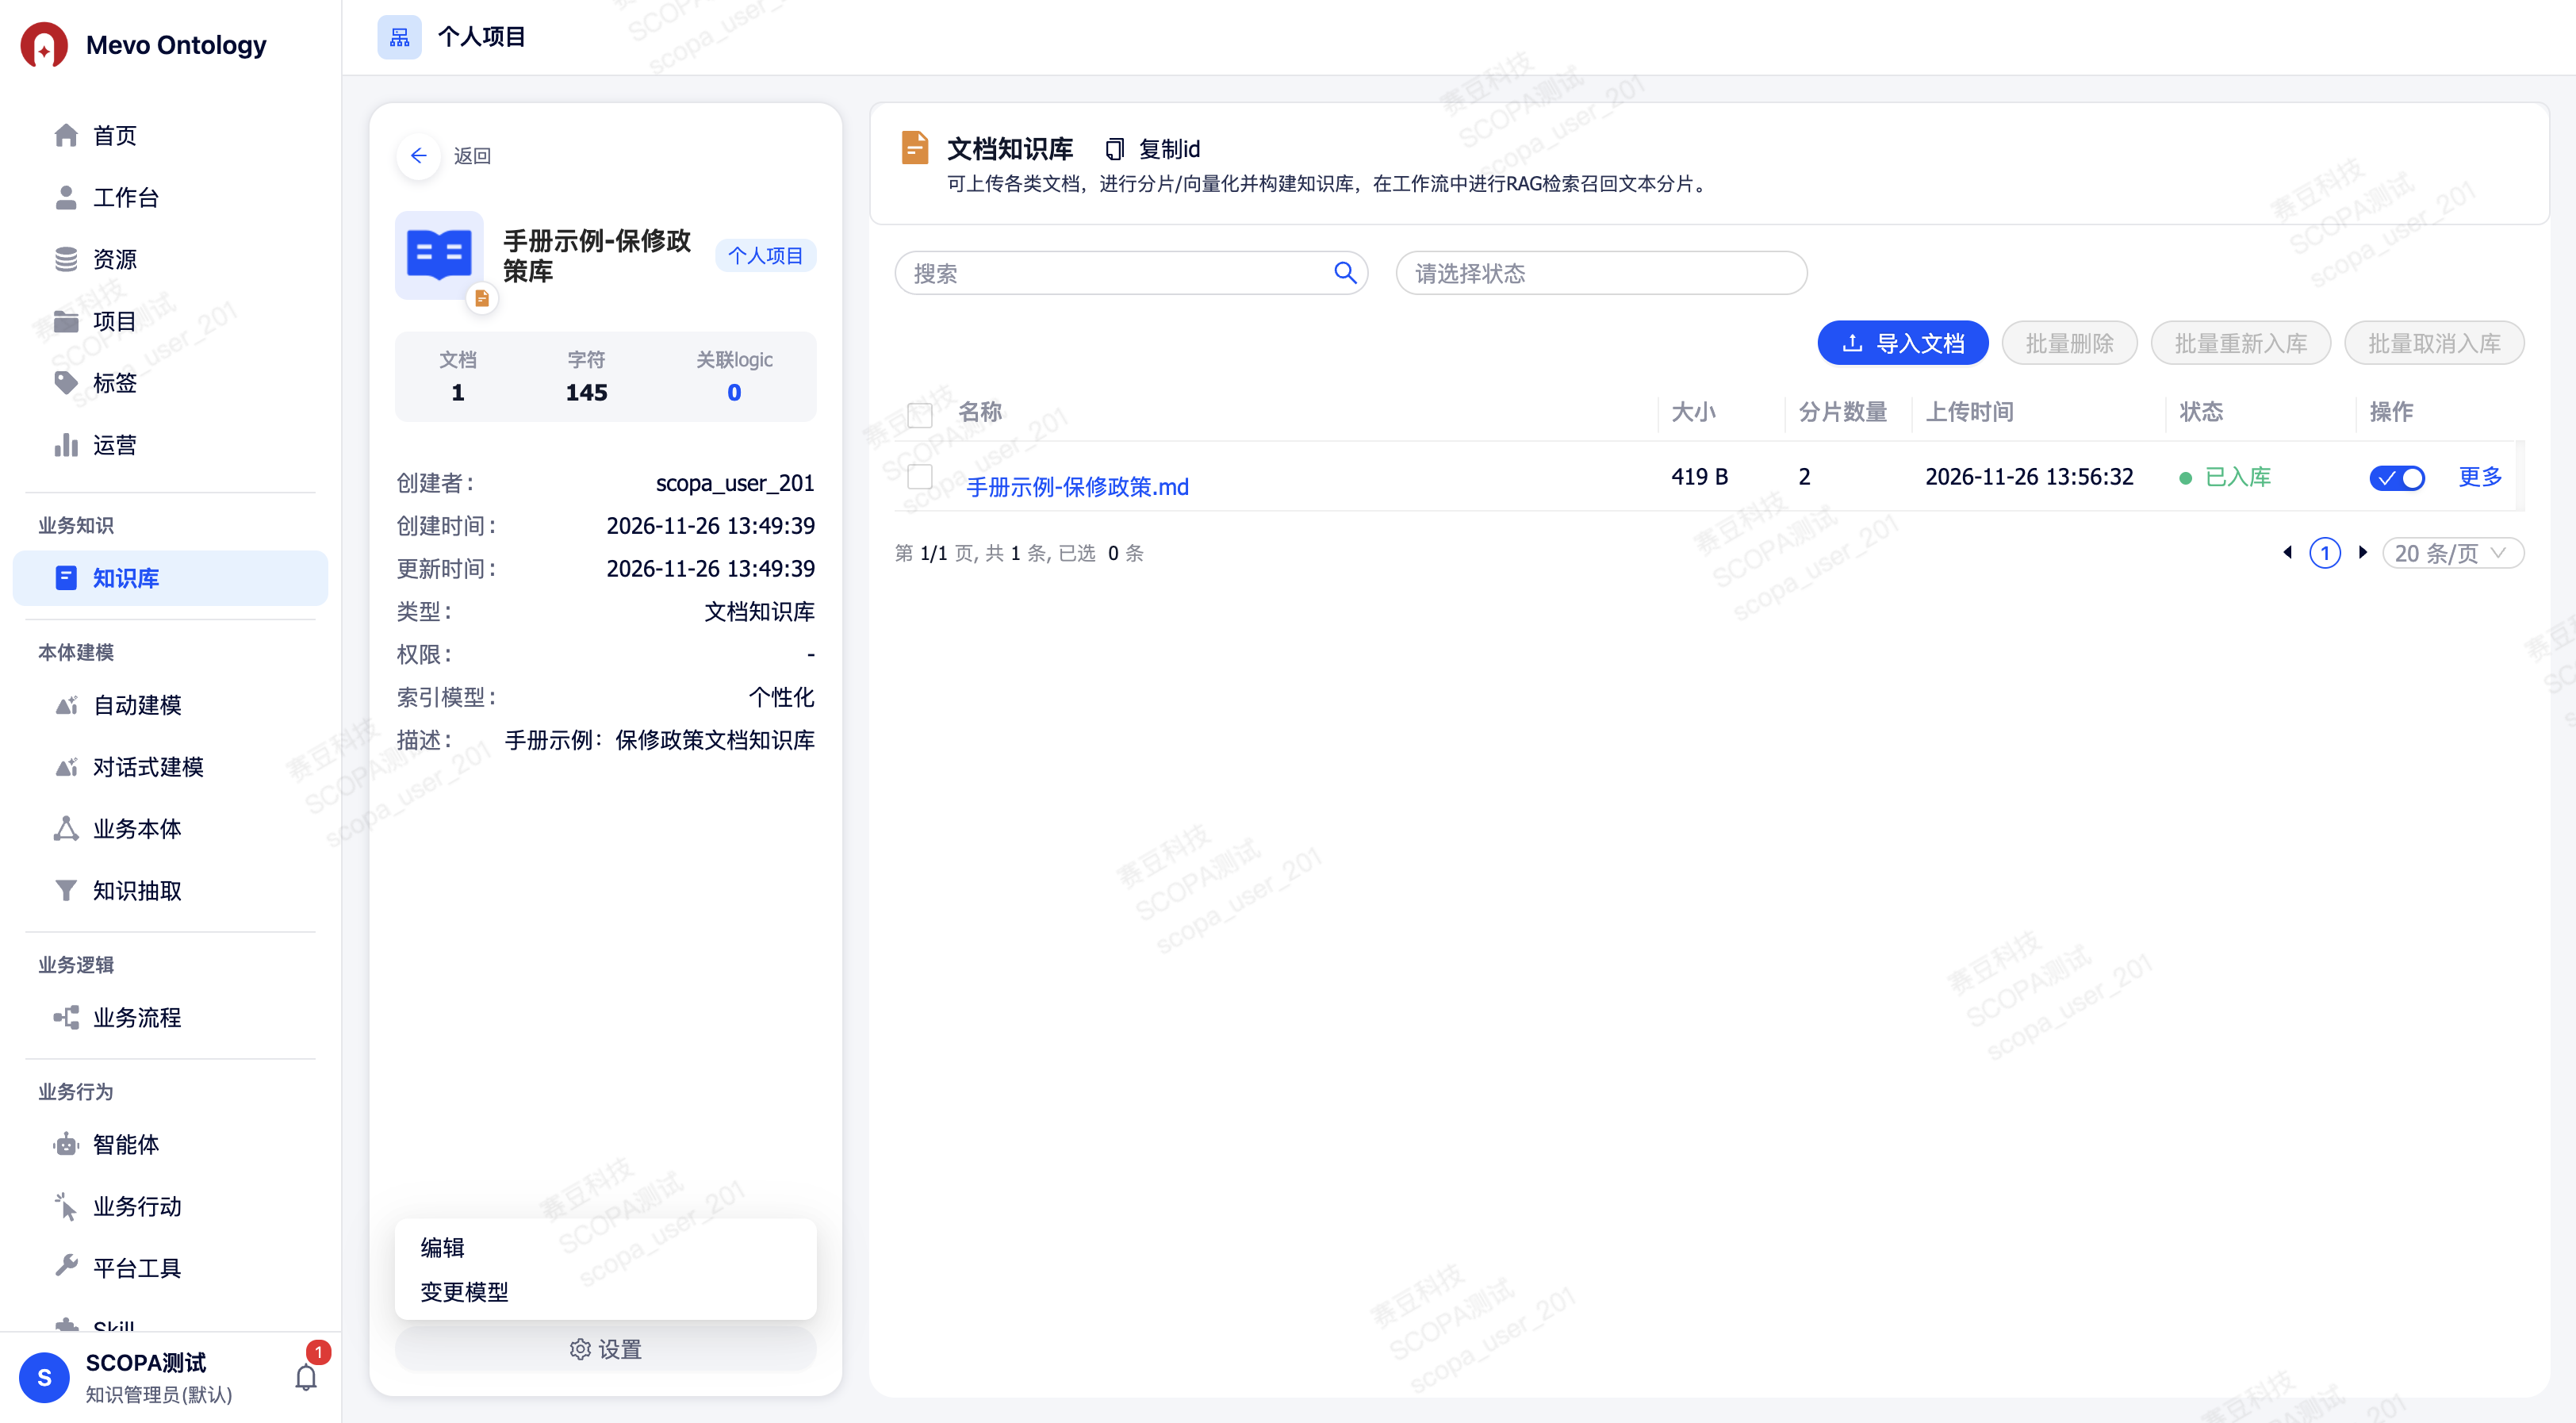 Mevo Ontology
首页
工作台
资源
项目
标签
运营
业务知识
知识库
本体建模
自动建模
对话式建模
业务本体
知识抽取
业务逻辑
业务流程
业务行为
智能体
业务行动
平台工具
Skill
S
SCOPA测试
知识管理员(默认)
1
个人项目
返回
手册示例-保修政
策库
个人项目
文档 字符 关联logic
1 145 0
创建者: scopa_user_201
创建时间: 2026-11-26 13:49:39
更新时间: 2026-11-26 13:49:39
类型: 文档知识库
权限: -
索引模型: 个性化
描述: 手册示例：保修政策文档知识库
编辑
变更模型
设置
文档知识库 复制id
可上传各类文档，进行分片/向量化并构建知识库，在工作流中进行RAG检索召回文本分片。
搜索 请选择状态
导入文档 批量删除 批量重新入库 批量取消入库
名称 大小 分片数量 上传时间 状态 操作
手册示例-保修政策.md 419 B 2 2026-11-26 13:56:32 已入库 更多
第 1/1 页, 共 1 条, 已选 0 条 1 20 条/页
赛豆科技
SCOPA测试
scopa_user_201